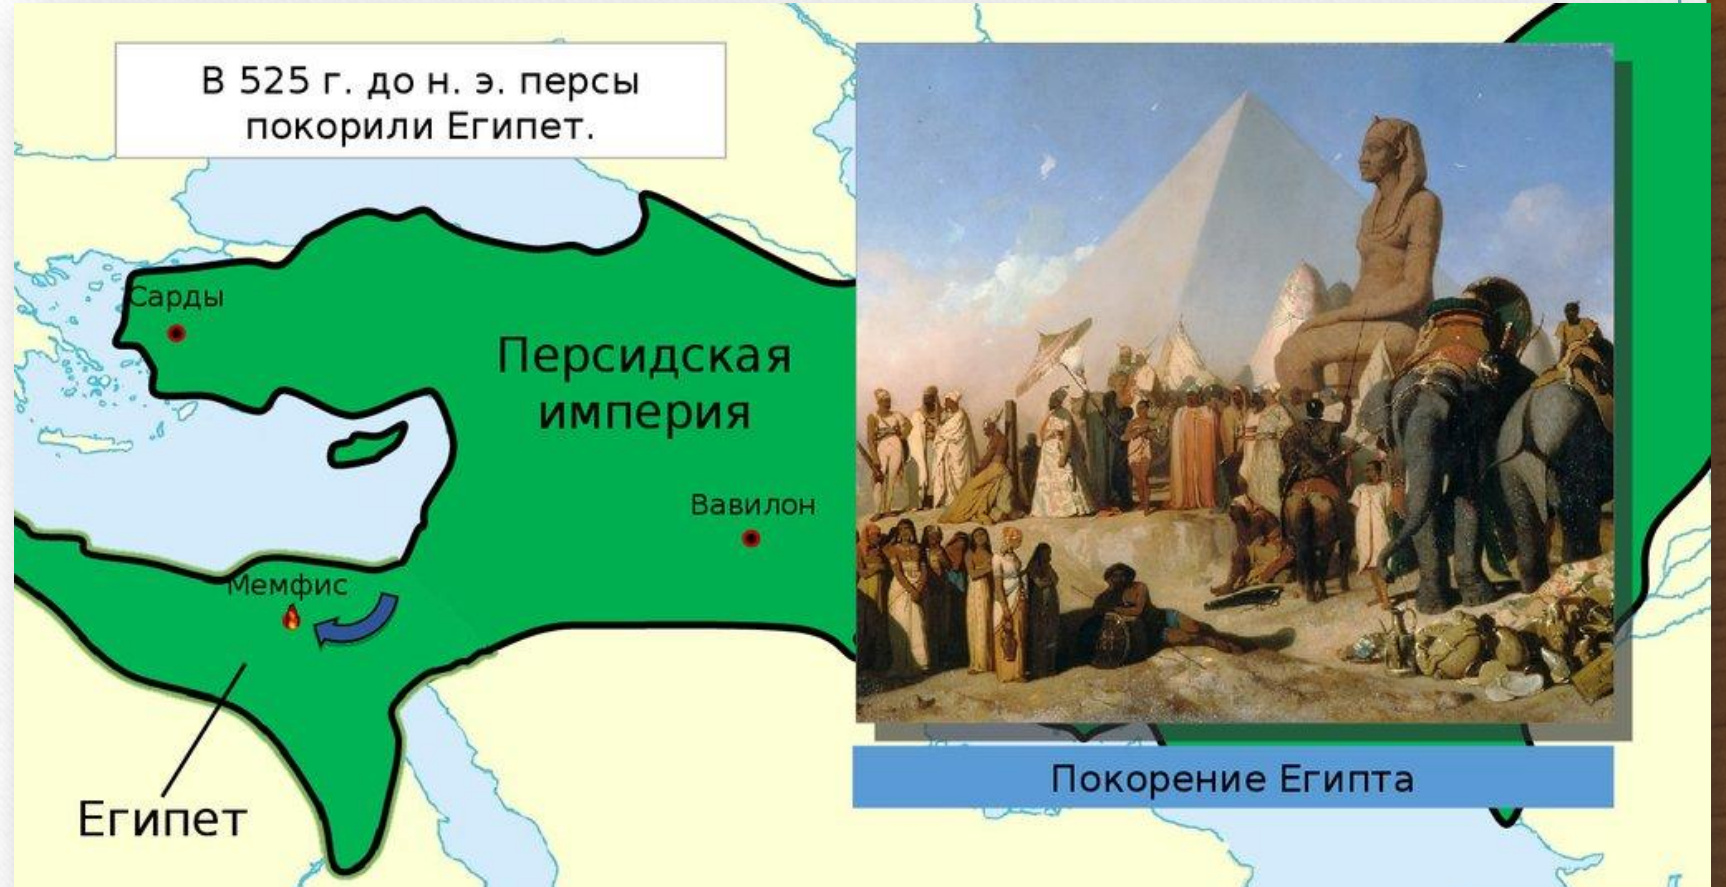 В 525 г. до н. э. персы
покорили Египет.
Сарды
Персидская
империя
Вавилон
Мемфис
Египет
Покорение Египта